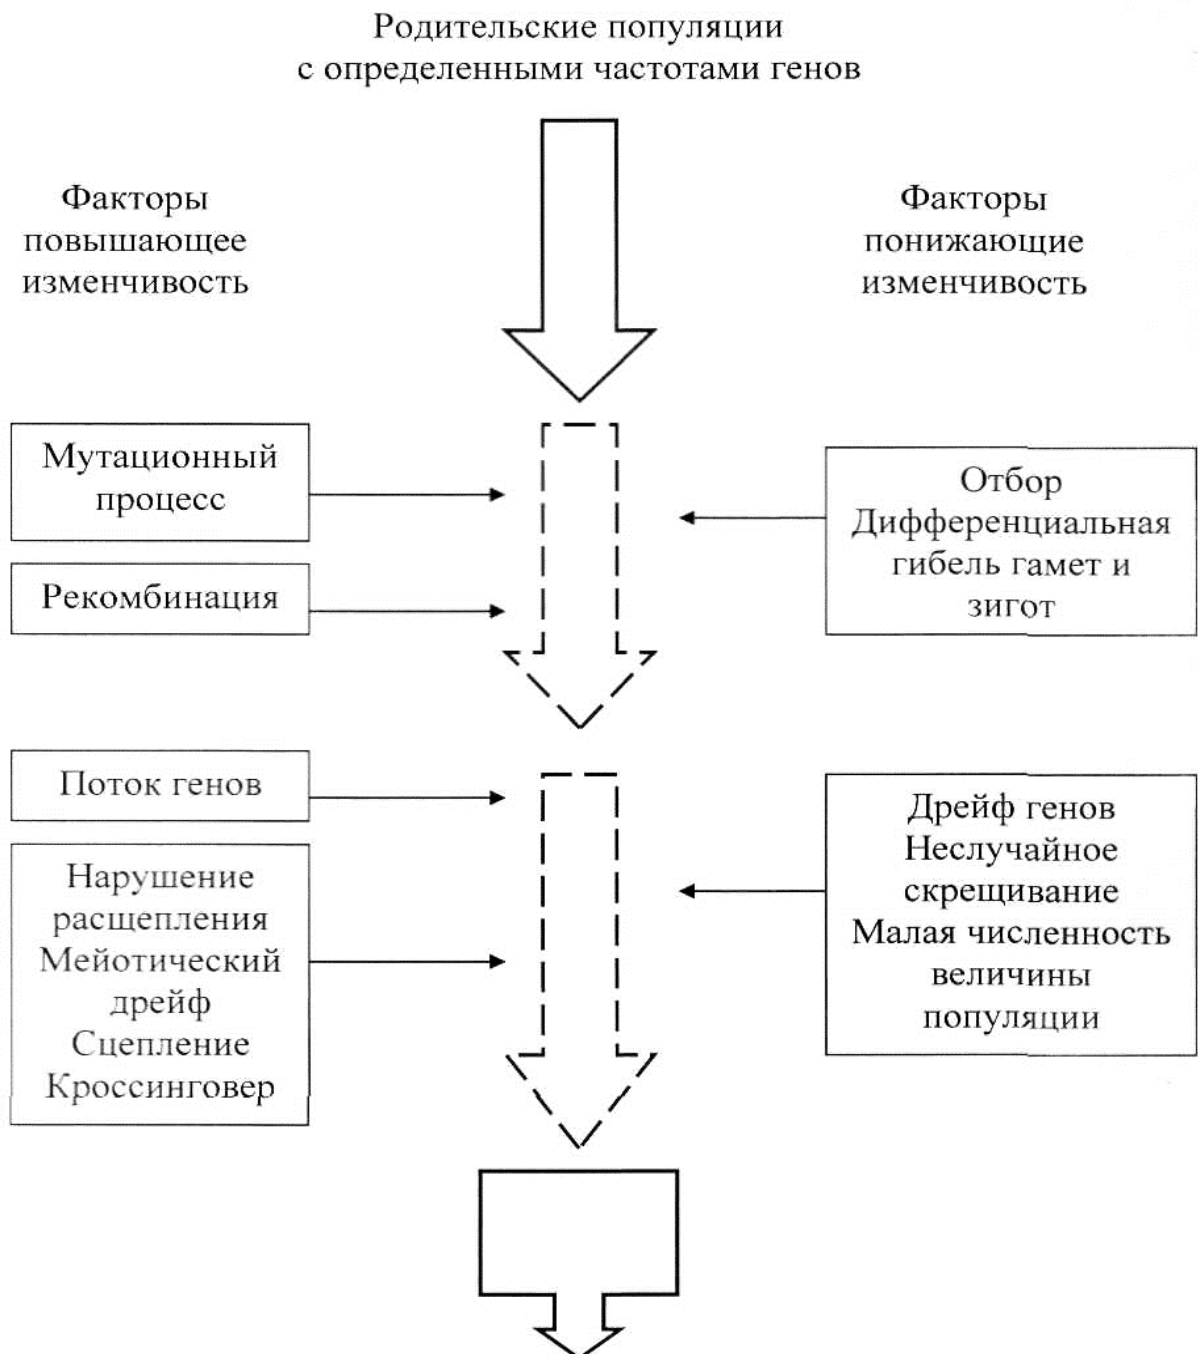 Родительские популяции
с определенными частотами генов
Факторы
повышающее
изменчивость
Факторы
понижающие
изменчивость
Мутационный
процесс
Рекомбинация
Отбор
Дифференциальная
гибель гамет и
зигот
Поток генов
Нарушение
расщепления
Мейотический
дрейф
Сцепление
Кроссинговер
Дрейф генов
Неслучайное
скрещивание
Малая численность
величины
популяции